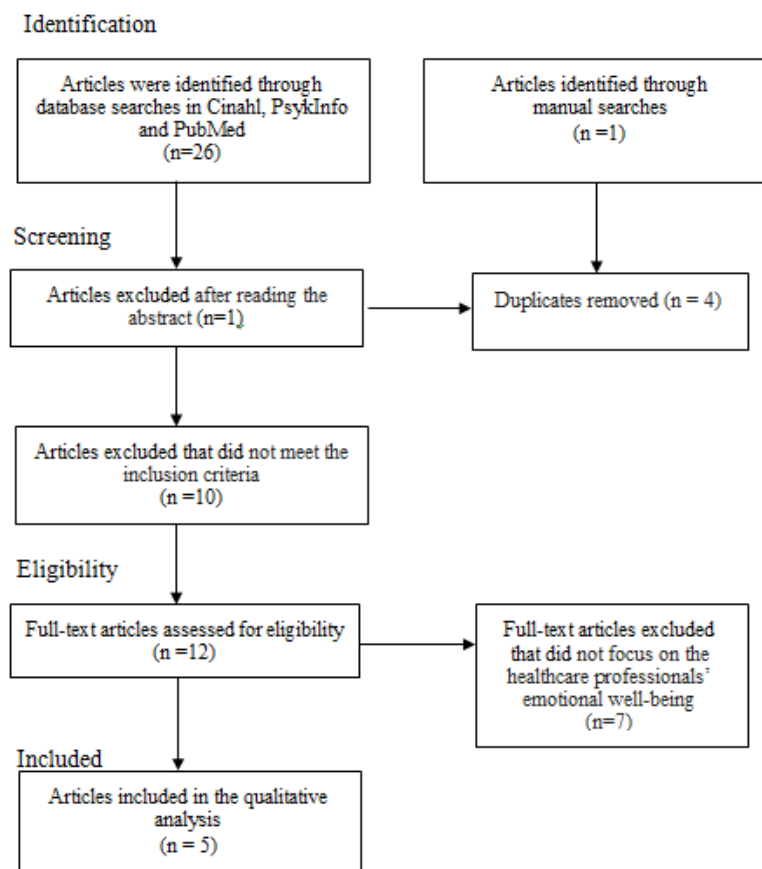 Identification
Articles were identified through
database searches in Cinahl, PsykInfo
and PubMed
(n=26)
Articles identified through
manual searches
(n =1)
Screening
Articles excluded after reading the
abstract (n=1)
Duplicates removed (n = 4)
Articles excluded that did not meet the
inclusion criteria
(n =10)
Eligibility
Full-text articles assessed for eligibility
(n =12)
Full-text articles excluded
that did not focus on the
healthcare professionals’
emotional well-being
(n=7)
Included
Articles included in the qualitative
analysis
(n = 5)